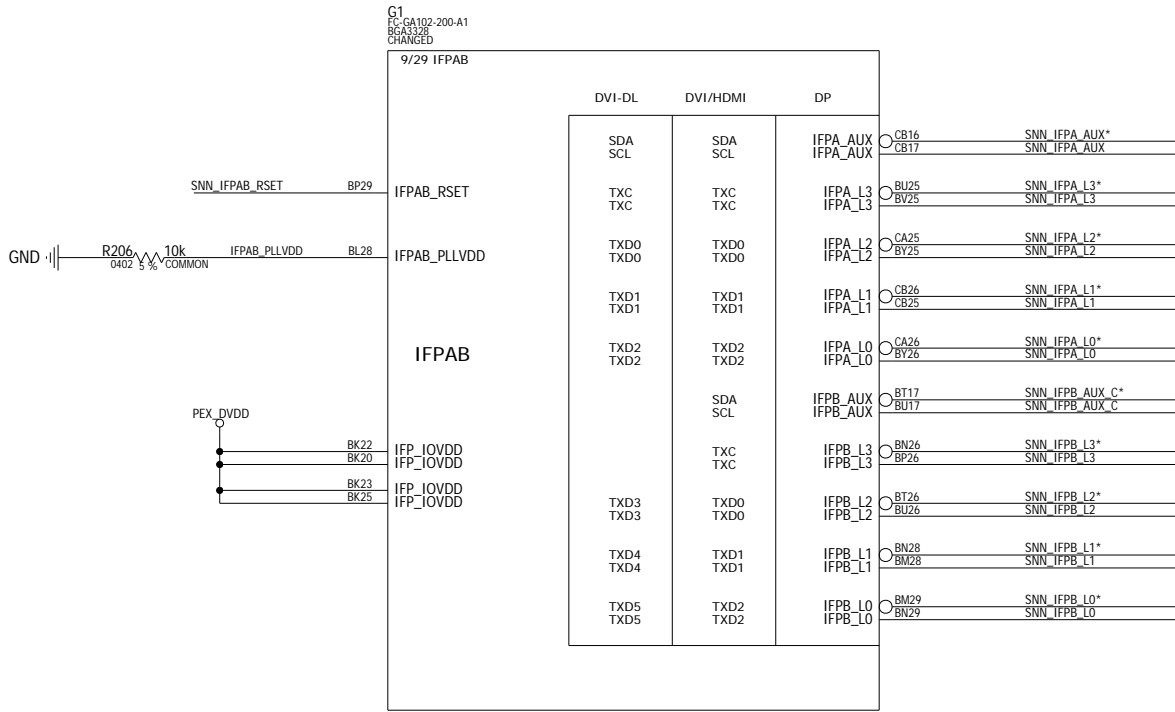 G1
FC-GA102-200-A1
BGA3328
CHANGED
9/29 IFPAB
DVI-DL DVI/HDMI DP
SDA SDA IFPA_AUX CB16 SNN_IFPA_AUX*
SCL SCL IFPA_AUX CB17 SNN_IFPA_AUX
SNN_IFPAB_RSET BP29 IFPAB_RSET TXC TXC IFPA_L3 BU25 SNN_IFPA_L3*
TXC TXC IFPA_L3 BV25 SNN_IFPA_L3
TXD0 TXD0 IFPA_L2 CA25 SNN_IFPA_L2*
GND R206 10k IFPAB_PLLVDD BL28 IFPAB_PLLVDD TXD0 TXD0 IFPA_L2 BY25 SNN_IFPA_L2
0402 5 % COMMON
TXD1 TXD1 IFPA_L1 CB26 SNN_IFPA_L1*
TXD1 TXD1 IFPA_L1 CB25 SNN_IFPA_L1
IFPAB TXD2 TXD2 IFPA_L0 CA26 SNN_IFPA_L0*
TXD2 TXD2 IFPA_L0 BY26 SNN_IFPA_L0
SDA IFPB_AUX BT17 SNN_IFPB_AUX_C*
PEX_DVDD SCL IFPB_AUX BU17 SNN_IFPB_AUX_C
BK22 IFP_IOVDD TXC IFPB_L3 BN26 SNN_IFPB_L3*
BK20 IFP_IOVDD TXC IFPB_L3 BP26 SNN_IFPB_L3
BK23 IFP_IOVDD TXD3 TXD0 IFPB_L2 BT26 SNN_IFPB_L2*
BK25 IFP_IOVDD TXD3 TXD0 IFPB_L2 BU26 SNN_IFPB_L2
TXD4 TXD1 IFPB_L1 BN28 SNN_IFPB_L1*
TXD4 TXD1 IFPB_L1 BM28 SNN_IFPB_L1
TXD5 TXD2 IFPB_L0 BM29 SNN_IFPB_L0*
TXD5 TXD2 IFPB_L0 BN29 SNN_IFPB_L0